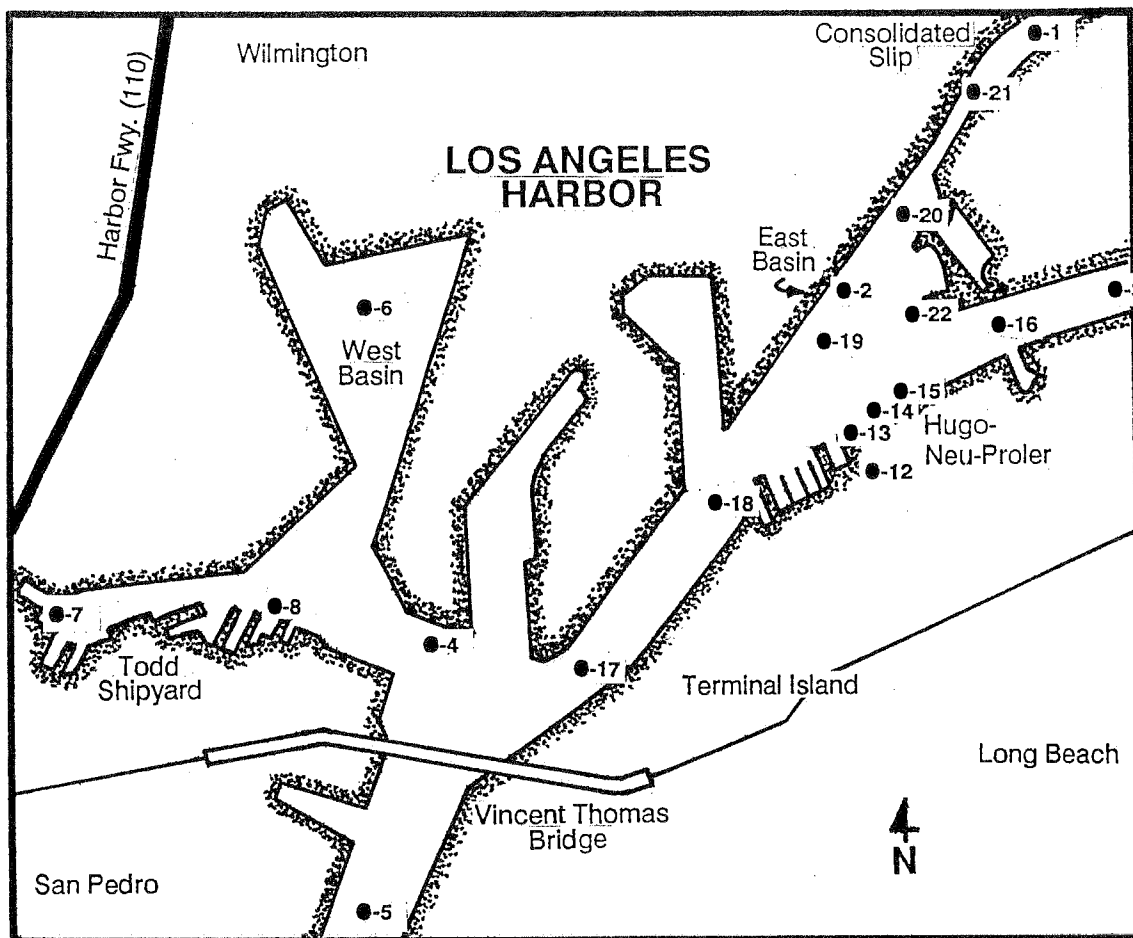 Consolidated
Slip
-1
Wilmington
-21
Harbor Fwy. (110)
LOS ANGELES
HARBOR
-20
East
Basin
-2
-6
-22
-16
-19
West
Basin
-15
-14
Hugo-
Neu-Proler
-13
-12
-18
-7
-8
-4
-17
Todd
Shipyard
Terminal Island
Long Beach
Vincent Thomas
Bridge
N
San Pedro
-5